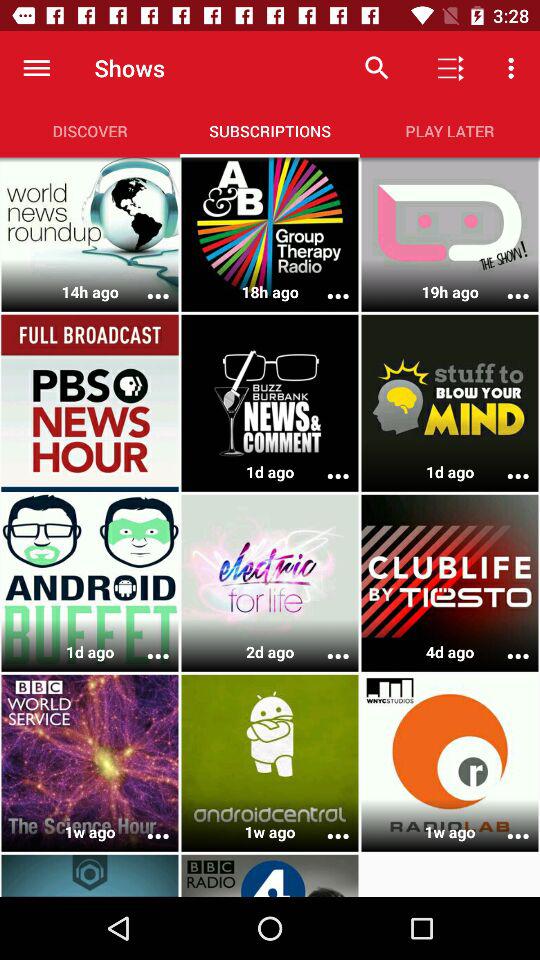 3:28
Shows
DISCOVER SUBSCRIPTIONS PLAY LATER
world
news
roundup
14h ago
A
&B
Group
Therapy
Radio
18h ago
THE SHOW!
19h ago
FULL BROADCAST
PBS
NEWS
HOUR
BUZZ
BURBANK
NEWS&
COMMENT
1d ago
stuff to
BLOW YOUR
MIND
1d ago
ANDROID
BUFFET
1d ago
electric
for life
2d ago
CLUBLIFE
BY TIËSTO
4d ago
BBC
WORLD
SERVICE
The Science Hour
1w ago
androidcentral
1w ago
WNYCSTUDIOS
r
RADIOLAB
1w ago
BBC
RADIO
4